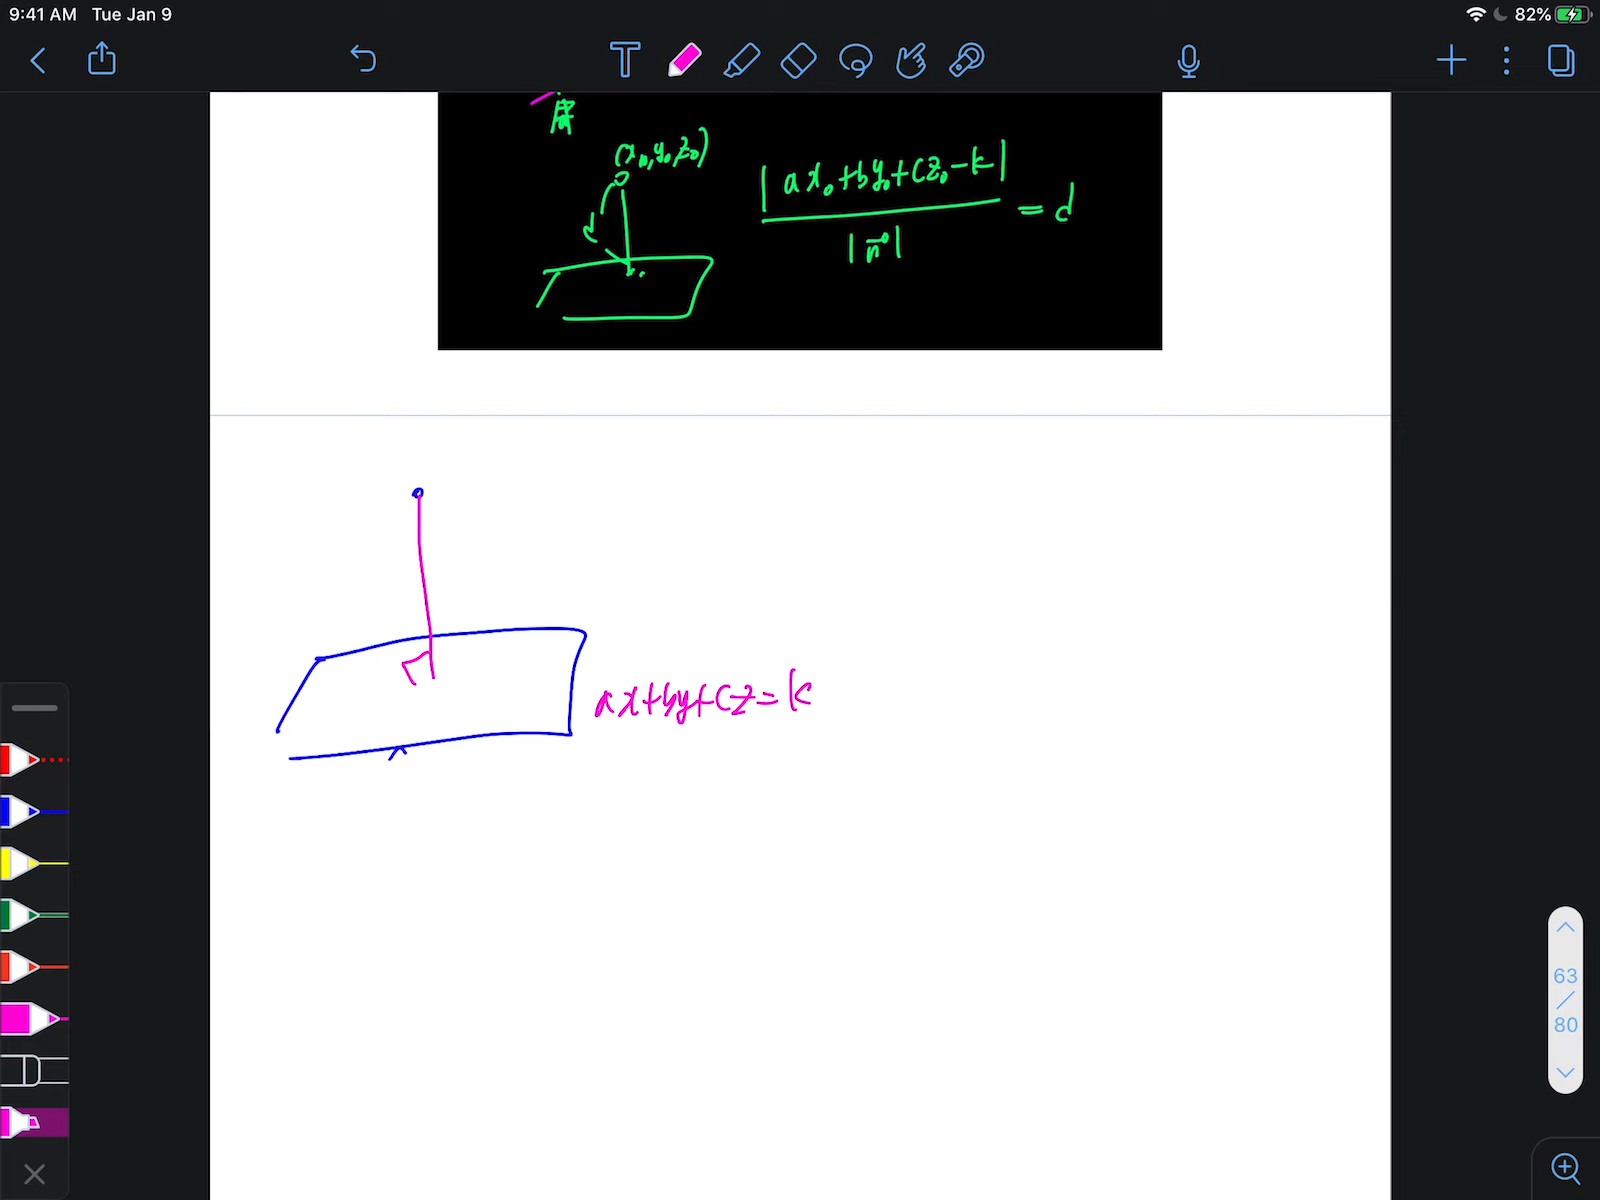 9:41 AM Tue Jan 9
82%
(x₀,y₀,z₀)
|ax₀+by₀+cz₀-k|
= d
|n⃗|
d
ax+by+cz=k
63
80